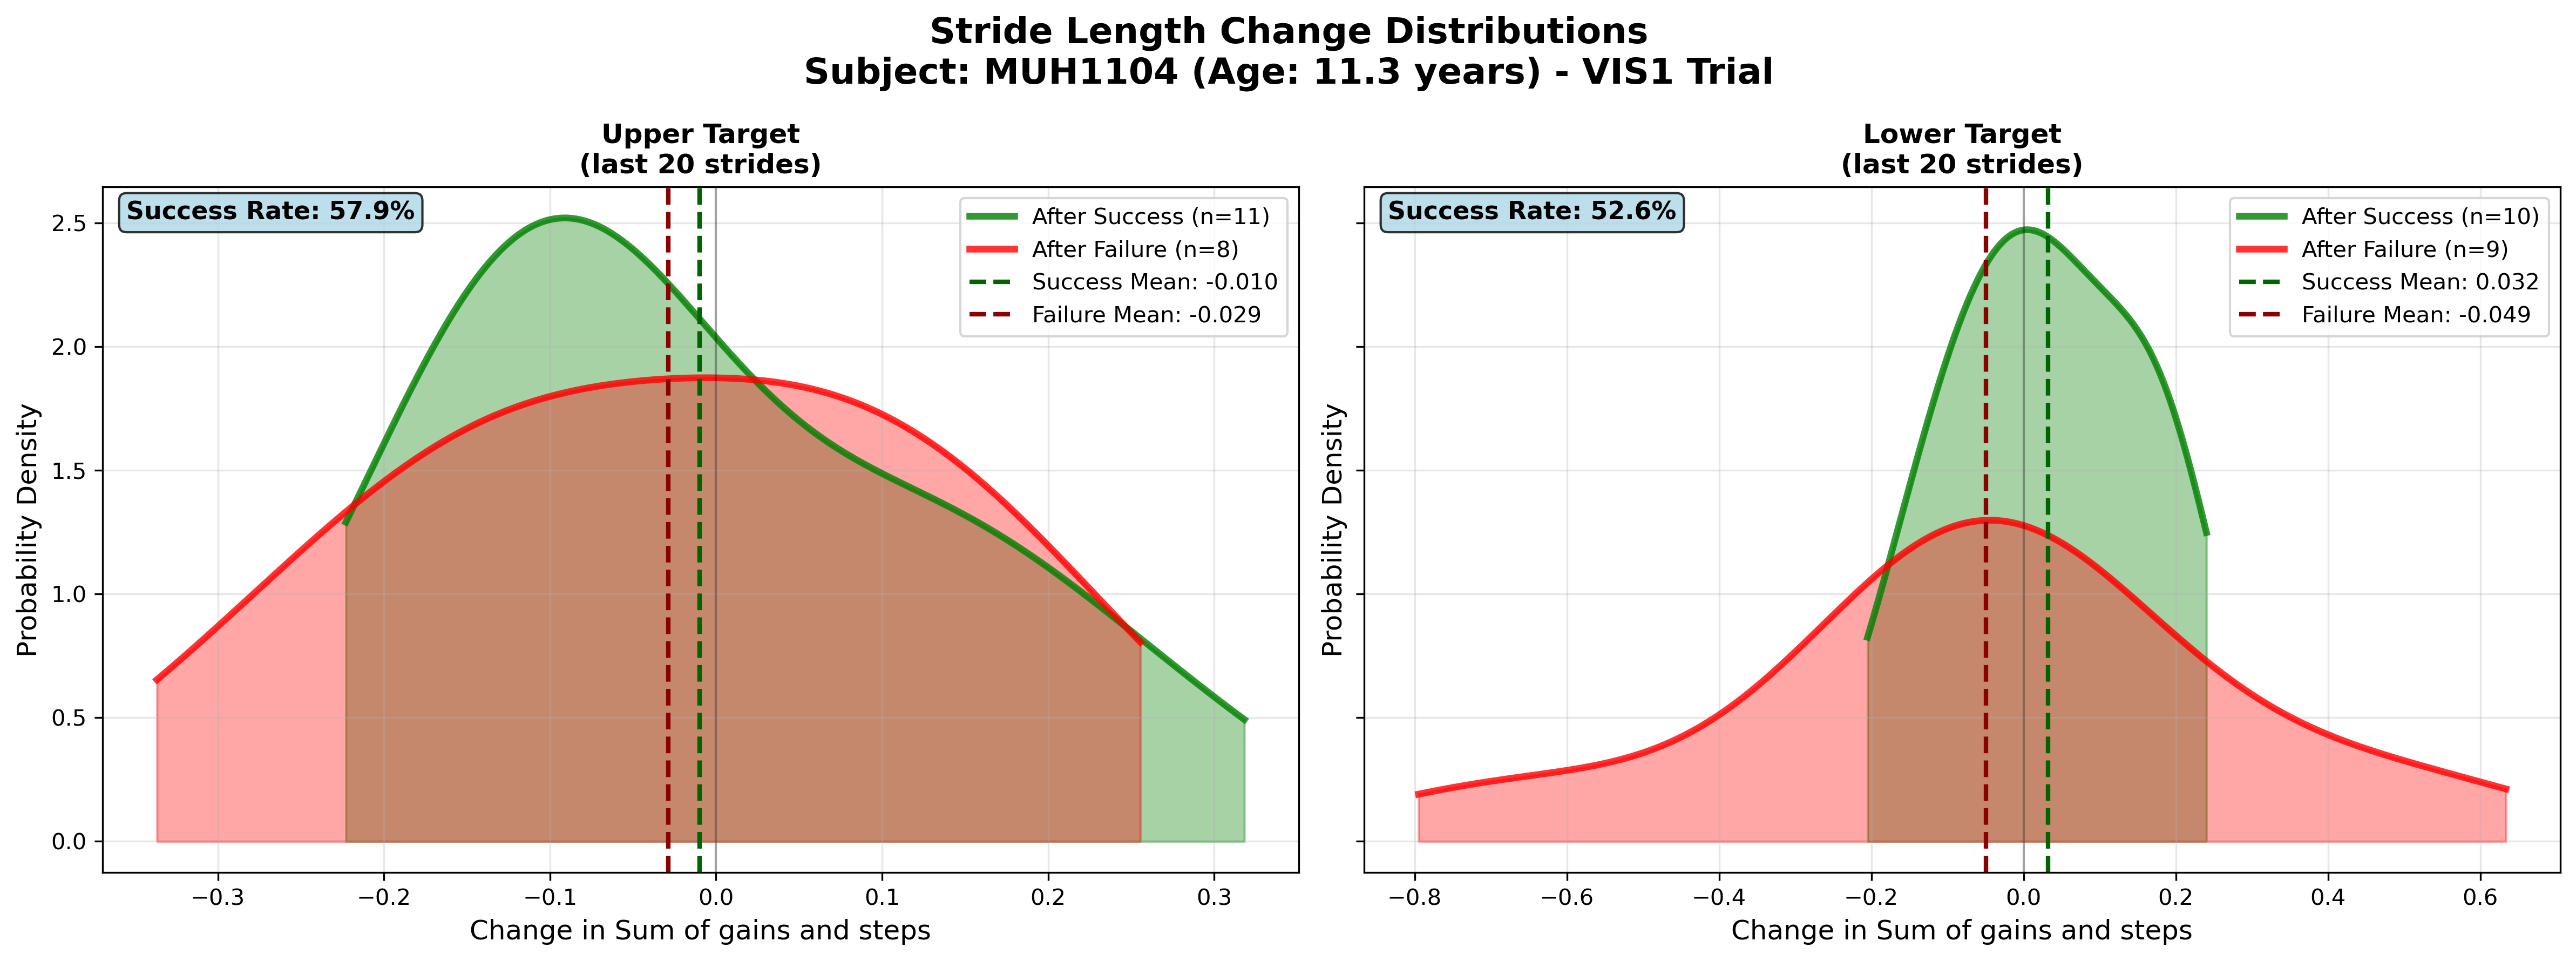 Stride Length Change Distributions
Subject: MUH1104 (Age: 11.3 years) - VIS1 Trial
Upper Target
(last 20 strides)
Success Rate: 57.9%
After Success (n=11)
After Failure (n=8)
Success Mean: -0.010
Failure Mean: -0.029
Probability Density
2.5
2.0
1.5
1.0
0.5
0.0
−0.3
−0.2
−0.1
0.0
0.1
0.2
0.3
Change in Sum of gains and steps
Lower Target
(last 20 strides)
Success Rate: 52.6%
After Success (n=10)
After Failure (n=9)
Success Mean: 0.032
Failure Mean: -0.049
Probability Density
−0.8
−0.6
−0.4
−0.2
0.0
0.2
0.4
0.6
Change in Sum of gains and steps